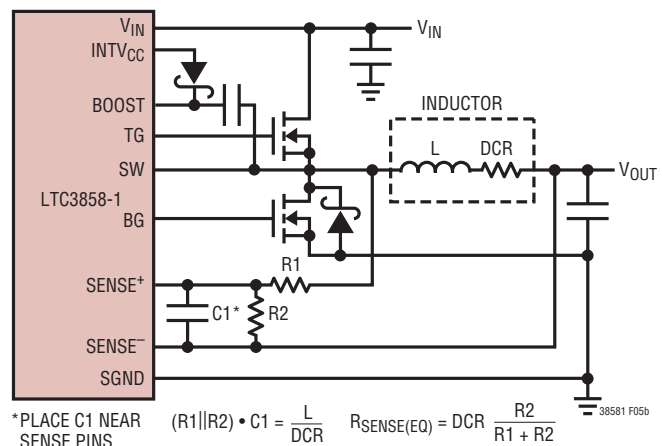 V_IN
V_IN
INTV_CC
INDUCTOR
BOOST
TG
L
DCR
SW
V_OUT
LTC3858-1
BG
R1
SENSE⁺
C1*
R2
SENSE⁻
SGND
38581 F05b
*PLACE C1 NEAR
SENSE PINS
(R1||R2) • C1 = L / DCR
R_SENSE(EQ) = DCR R2 / R1 + R2